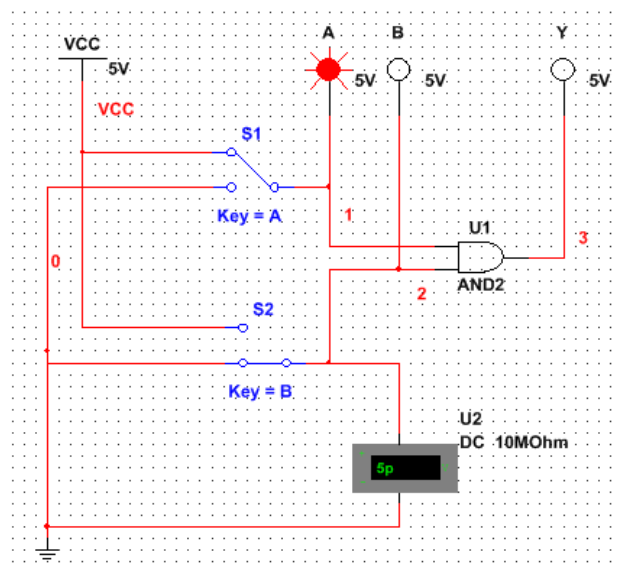 A B Y
VCC
5V 5V 5V 5V
VCC
S1
Key = A 1
U1
3
0
AND2
2
S2
Key = B
U2
DC 10MOhm
5p